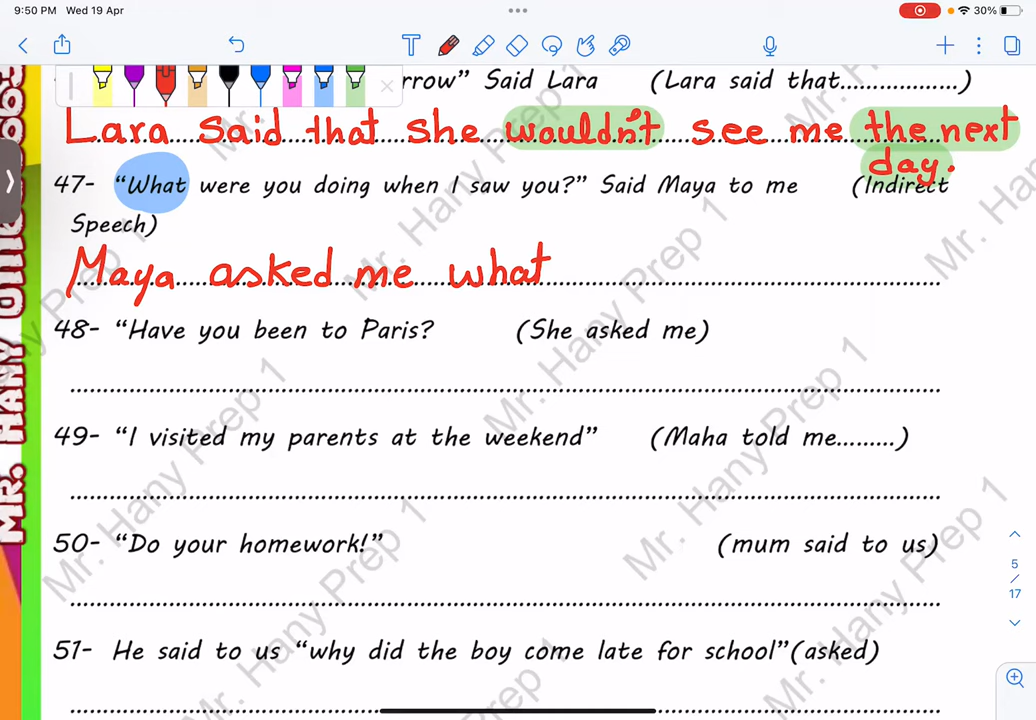 9:50 PM Wed 19 Apr
30%
rrow” Said Lara (Lara said that..................)
Lara said that she wouldn't see me the next
day.
47- “What were you doing when I saw you?” Said Maya to me (Indirect
Speech)
Maya asked me what
48- “Have you been to Paris? (She asked me)
49- “I visited my parents at the weekend” (Maha told me.........)
50- “Do your homework!” (mum said to us)
51- He said to us “why did the boy come late for school”(asked)
5
/
17
Mr. Hany Prep 1